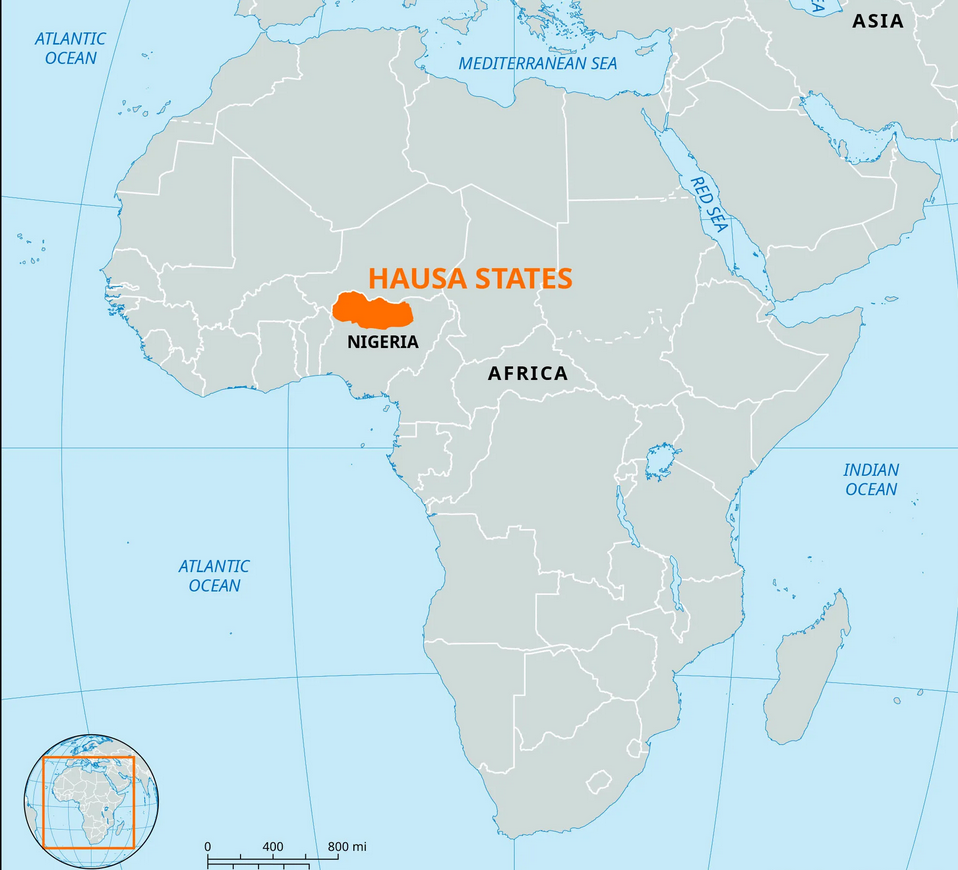 ATLANTIC
OCEAN
MEDITERRANEAN SEA
ASIA
RED SEA
HAUSA STATES
NIGERIA
AFRICA
INDIAN
OCEAN
ATLANTIC
OCEAN
0 400 800 mi